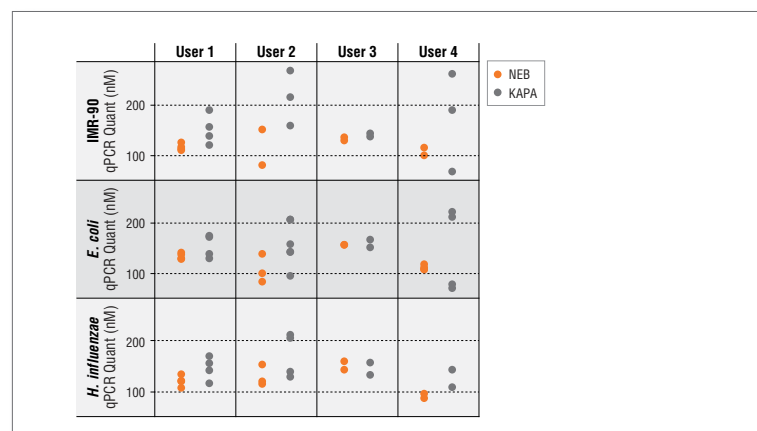 User 1 User 2 User 3 User 4
NEB
KAPA
IMR-90
qPCR Quant (nM)
200
100
E. coli
qPCR Quant (nM)
200
100
H. influenzae
qPCR Quant (nM)
200
100